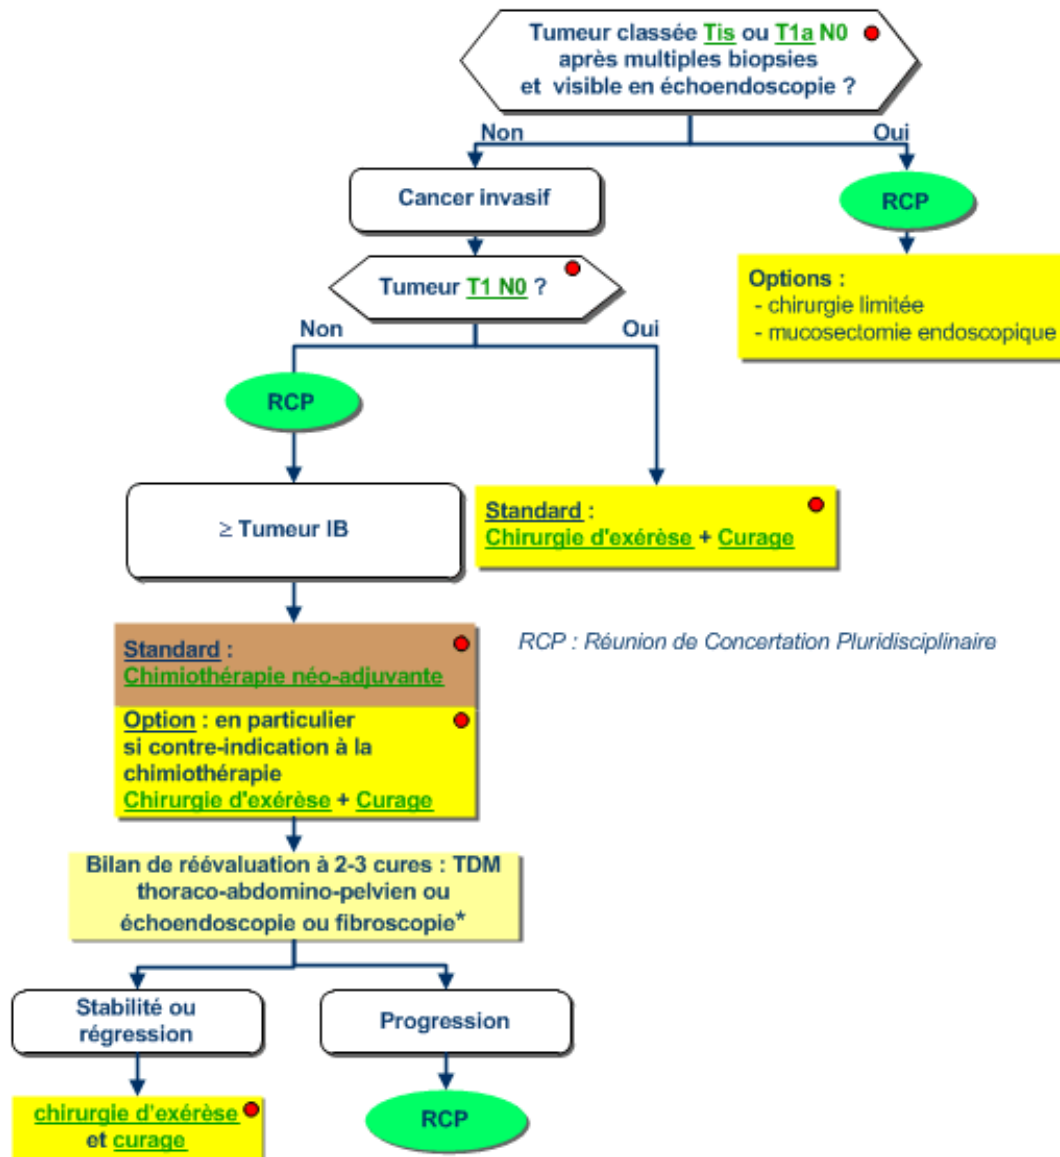 Tumeur classée Tis ou T1a N0
après multiples biopsies
et visible en échoendoscopie ?
Non
Oui
Cancer invasif
RCP
Tumeur T1 N0 ?
Options :
- chirurgie limitée
- mucosectomie endoscopique
Non
Oui
RCP
≥ Tumeur IB
Standard :
Chirurgie d'exérèse + Curage
Standard :
Chimiothérapie néo-adjuvante
RCP : Réunion de Concertation Pluridisciplinaire
Option : en particulier
si contre-indication à la
chimiothérapie
Chirurgie d'exérèse + Curage
Bilan de réévaluation à 2-3 cures : TDM
thoraco-abdomino-pelvien ou
échoendoscopie ou fibroscopie*
Stabilité ou
régression
Progression
chirurgie d'exérèse
et curage
RCP